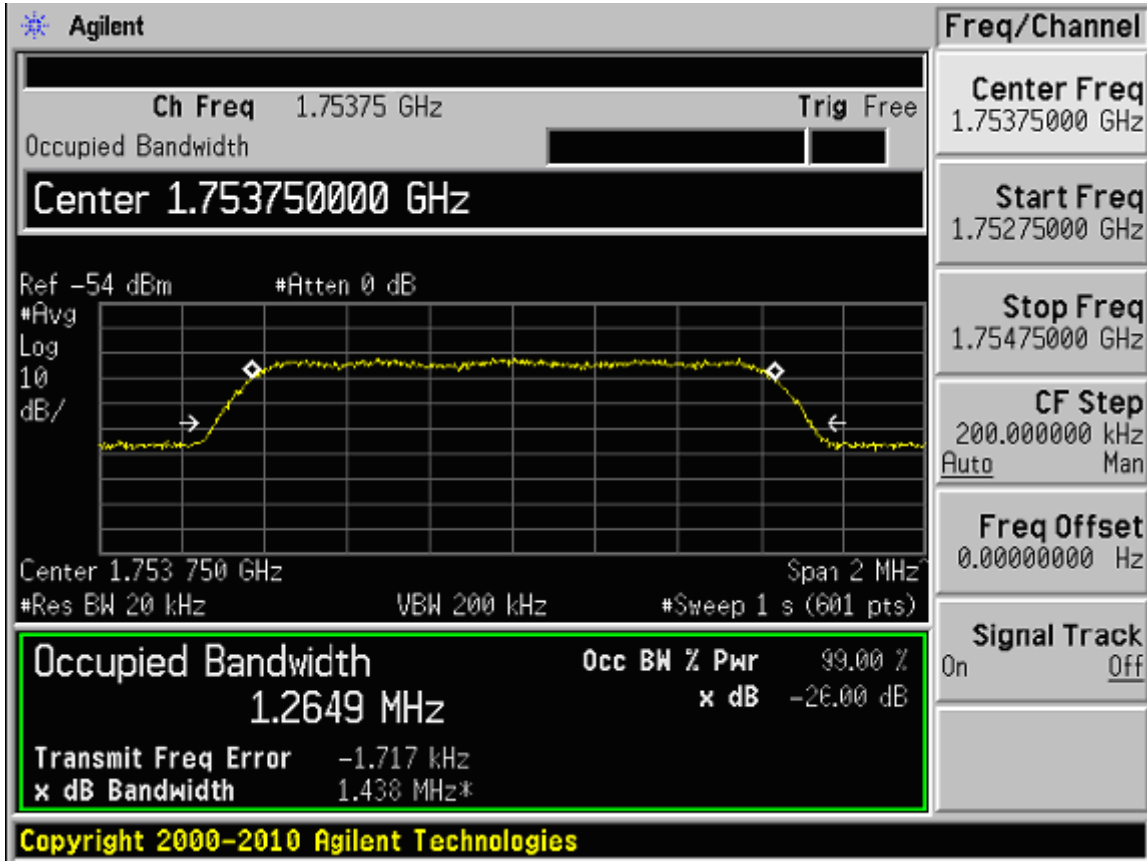 Agilent
Freq/Channel
Ch Freq 1.75375 GHz Trig Free
Occupied Bandwidth
Center 1.753750000 GHz
Ref -54 dBm #Atten 0 dB
#Avg
Log
10
dB/
Center 1.753 750 GHz Span 2 MHz
#Res BW 20 kHz VBW 200 kHz #Sweep 1 s (601 pts)
Occupied Bandwidth
1.2649 MHz
Occ BW % Pwr 99.00 %
x dB -26.00 dB
Transmit Freq Error -1.717 kHz
x dB Bandwidth 1.438 MHz*
Copyright 2000-2010 Agilent Technologies
Center Freq
1.75375000 GHz
Start Freq
1.75275000 GHz
Stop Freq
1.75475000 GHz
CF Step
200.000000 kHz
Auto Man
Freq Offset
0.00000000 Hz
Signal Track
On Off